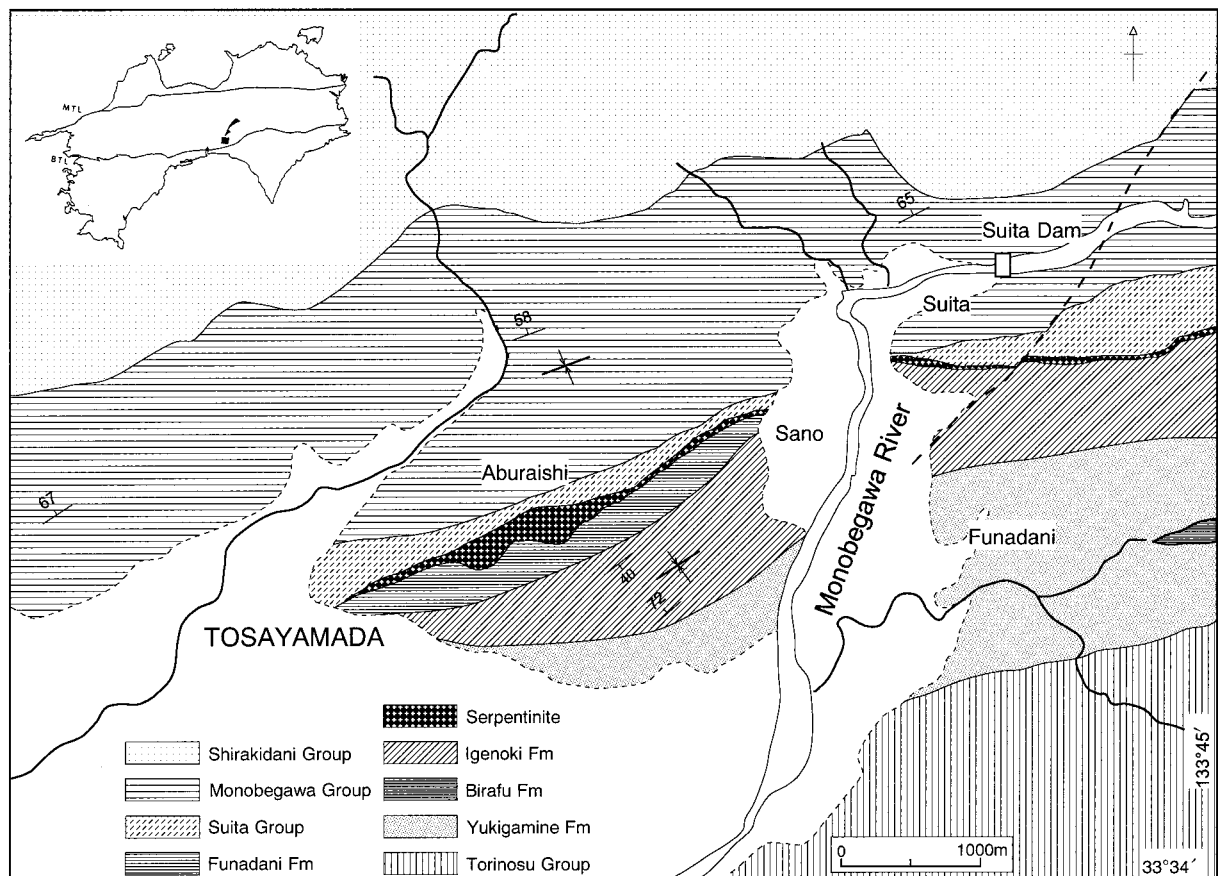 MTL
BTL
65
Suita Dam
Suita
58
Sano
Aburaishi
67
Monobegawa River
Funadani
40
72
TOSAYAMADA
Serpentinite
Shirakidani Group
Igenoki Fm
Monobegawa Group
Birafu Fm
Suita Group
Yukigamine Fm
Funadani Fm
Torinosu Group
0 1000m
133°45′
33°34′